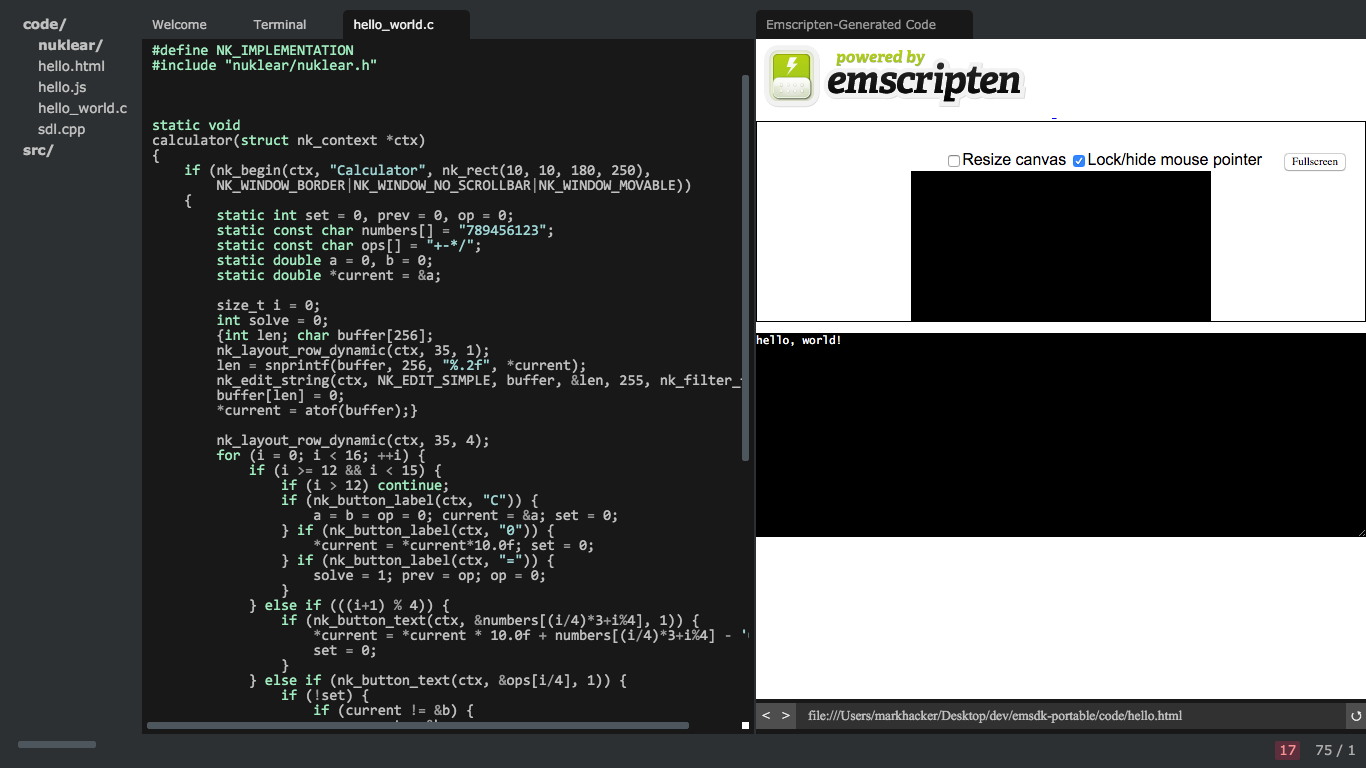 code/
nuklear/
hello.html
hello.js
hello_world.c
sdl.cpp
src/
Welcome
Terminal
hello_world.c
#define NK_IMPLEMENTATION
#include "nuklear/nuklear.h"
static void
calculator(struct nk_context *ctx)
{
if (nk_begin(ctx, "Calculator", nk_rect(10, 10, 180, 250),
NK_WINDOW_BORDER|NK_WINDOW_NO_SCROLLBAR|NK_WINDOW_MOVABLE))
{
static int set = 0, prev = 0, op = 0;
static const char numbers[] = "789456123";
static const char ops[] = "+-*/";
static double a = 0, b = 0;
static double *current = &a;
size_t i = 0;
int solve = 0;
{int len; char buffer[256];
nk_layout_row_dynamic(ctx, 35, 1);
len = snprintf(buffer, 256, "%.2f", *current);
nk_edit_string(ctx, NK_EDIT_SIMPLE, buffer, &len, 255, nk_filter_
buffer[len] = 0;
*current = atof(buffer);}
nk_layout_row_dynamic(ctx, 35, 4);
for (i = 0; i < 16; ++i) {
if (i >= 12 && i < 15) {
if (i > 12) continue;
if (nk_button_label(ctx, "C")) {
a = b = op = 0; current = &a; set = 0;
} if (nk_button_label(ctx, "0")) {
*current = *current*10.0f; set = 0;
} if (nk_button_label(ctx, "=")) {
solve = 1; prev = op; op = 0;
}
} else if (((i+1) % 4)) {
if (nk_button_text(ctx, &numbers[(i/4)*3+i%4], 1)) {
*current = *current * 10.0f + numbers[(i/4)*3+i%4] - '
set = 0;
}
} else if (nk_button_text(ctx, &ops[i/4], 1)) {
if (!set) {
if (current != &b) {
Emscripten-Generated Code
powered by
emscripten
Resize canvas
Lock/hide mouse pointer
Fullscreen
hello, world!
< > file:///Users/markhacker/Desktop/dev/emsdk-portable/code/hello.html
17 75 / 1